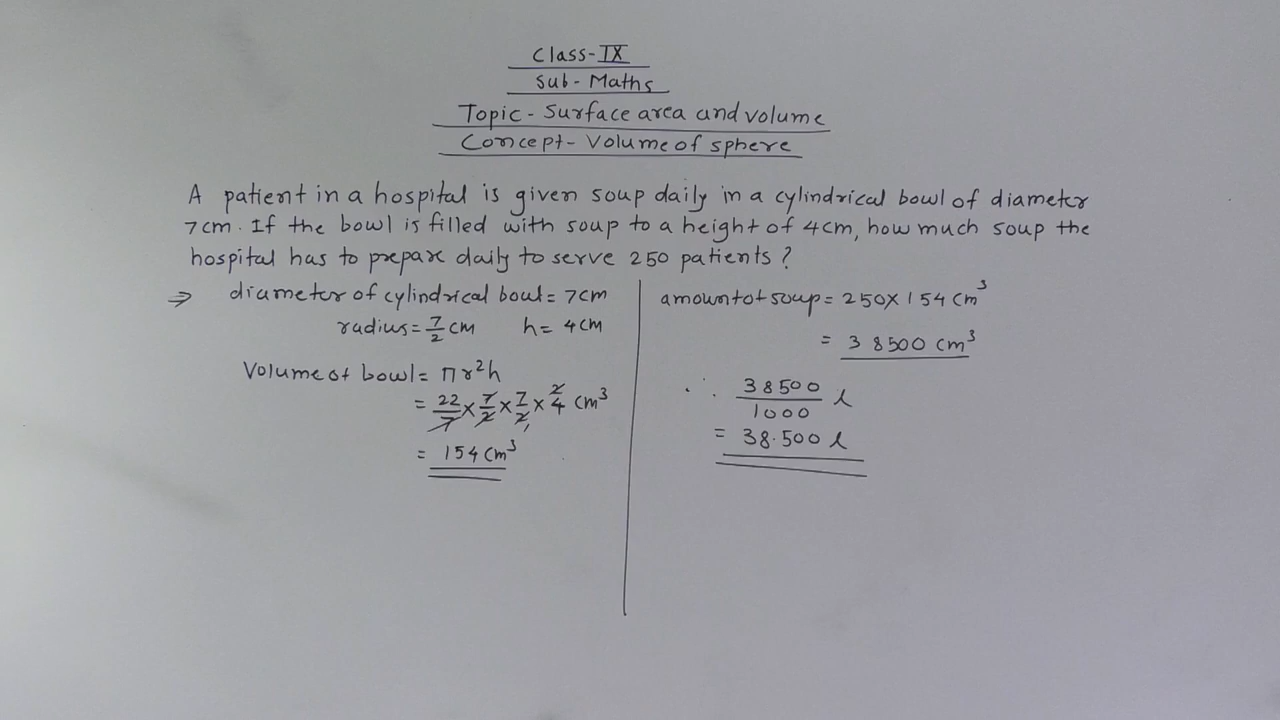 Class-IX
Sub-Maths
Topic-Surface area and volume
Concept-Volume of sphere
A patient in a hospital is given soup daily in a cylindrical bowl of diameter
7cm. If the bowl is filled with soup to a height of 4cm, how much soup the
hospital has to prepare daily to serve 250 patients?
⇒ diameter of cylindrical bowl = 7cm
radius = 7/2 cm h = 4cm
Volume of bowl = πr²h
= 22/7 × 7/2 × 7/2 × 4 2 cm³
= 154 cm³
amount of soup = 250 × 154 cm³
= 38500 cm³
∴ 38500/1000 l
= 38.500 l